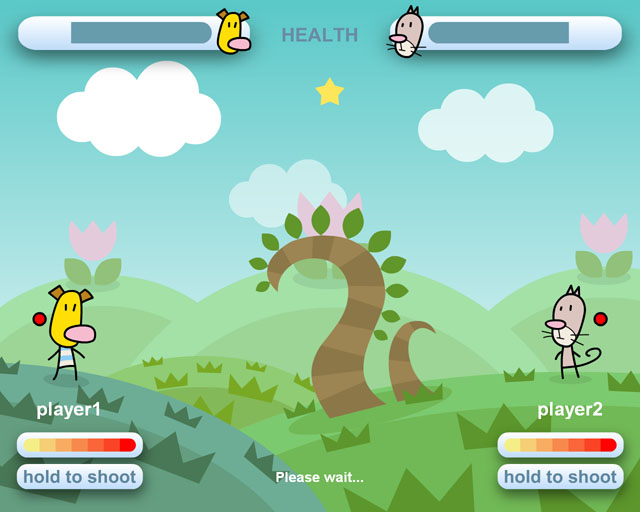 HEALTH
player1
player2
hold to shoot
Please wait...
hold to shoot